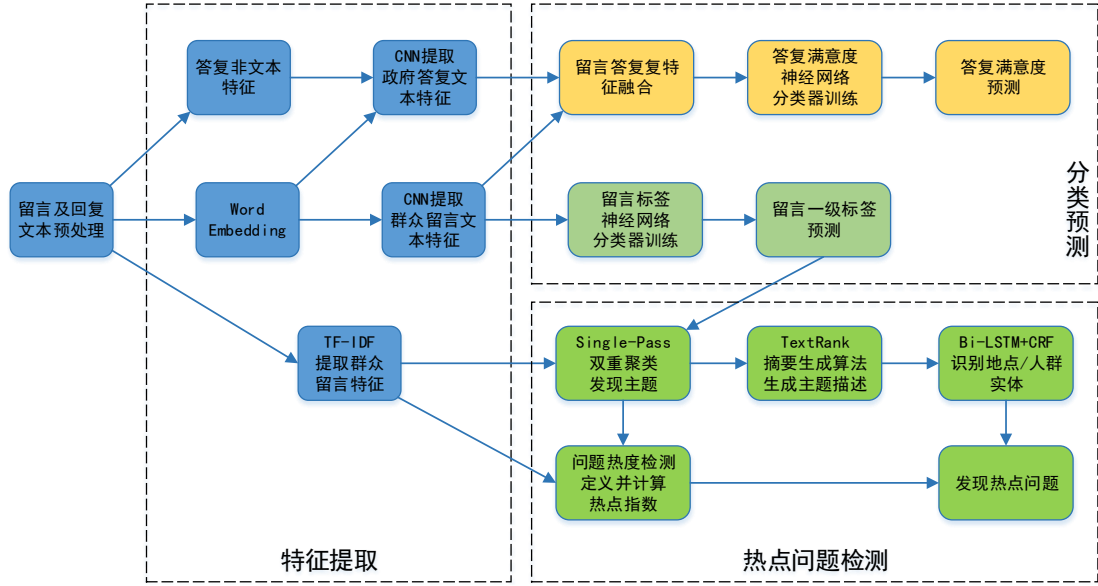 留言及回复
文本预处理
答复非文本
特征
CNN提取
政府答复文
本特征
Word
Embedding
CNN提取
群众留言文
本特征
TF-IDF
提取群众
留言特征
特征提取
留言答复复特
征融合
答复满意度
神经网络
分类器训练
答复满意度
预测
留言标签
神经网络
分类器训练
留言一级标签
预测
分类预测
Single-Pass
双重聚类
发现主题
TextRank
摘要生成算法
生成主题描述
Bi-LSTM+CRF
识别地点/人群
实体
问题热度检测
定义并计算
热点指数
发现热点问题
热点问题检测